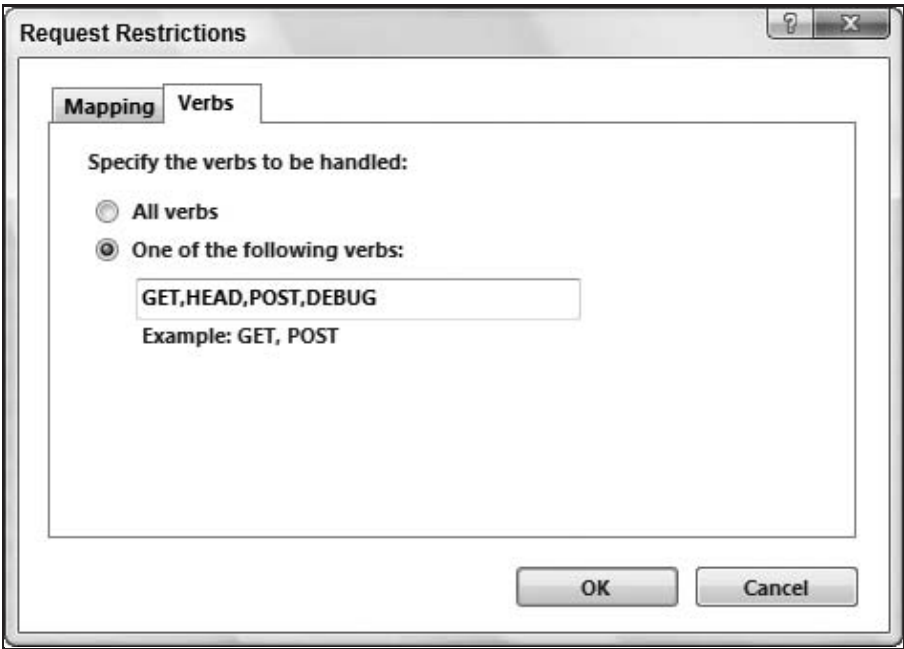 Request Restrictions
Mapping
Verbs
Specify the verbs to be handled:
All verbs
One of the following verbs:
GET,HEAD,POST,DEBUG
Example: GET, POST
OK
Cancel